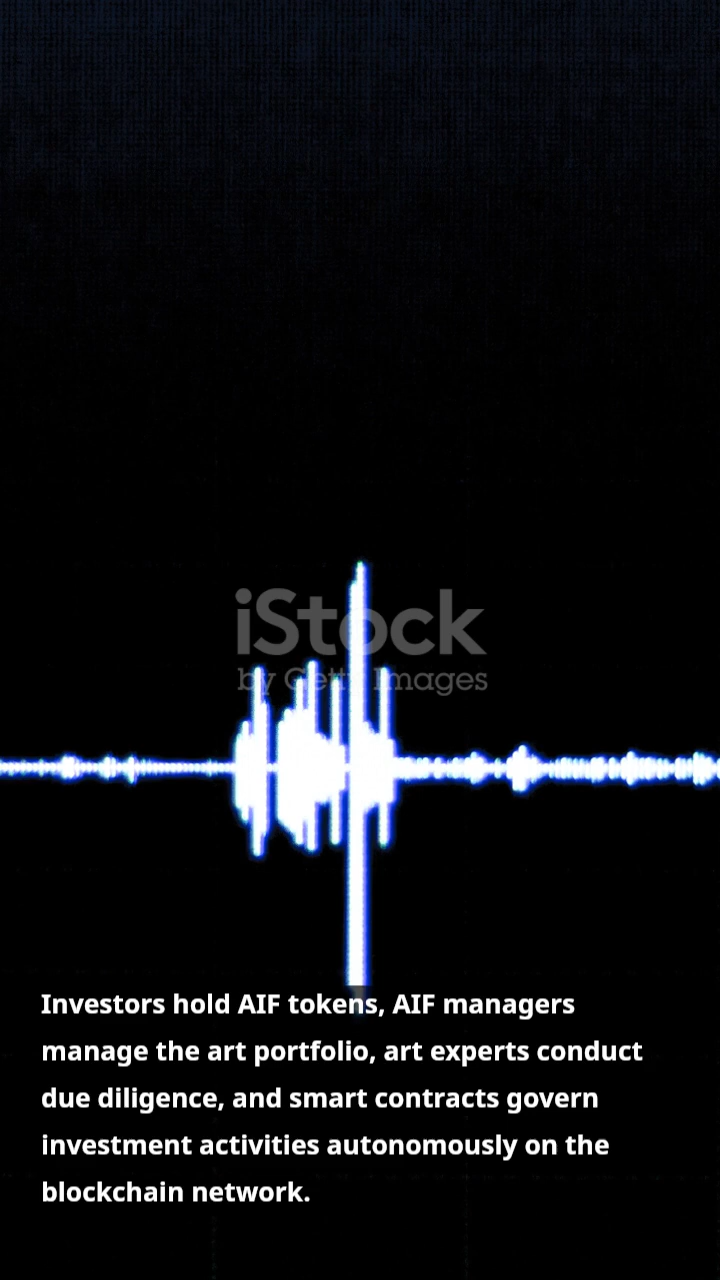 iStock
by Getty Images
Investors hold AIF tokens, AIF managers
manage the art portfolio, art experts conduct
due diligence, and smart contracts govern
investment activities autonomously on the
blockchain network.